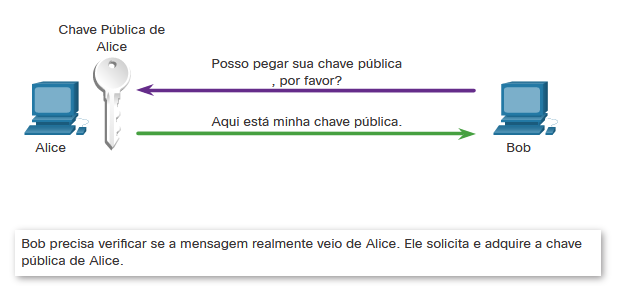 Chave Pública de
Alice
Posso pegar sua chave pública
, por favor?
Aqui está minha chave pública.
Alice
Bob
Bob precisa verificar se a mensagem realmente veio de Alice. Ele solicita e adquire a chave
pública de Alice.